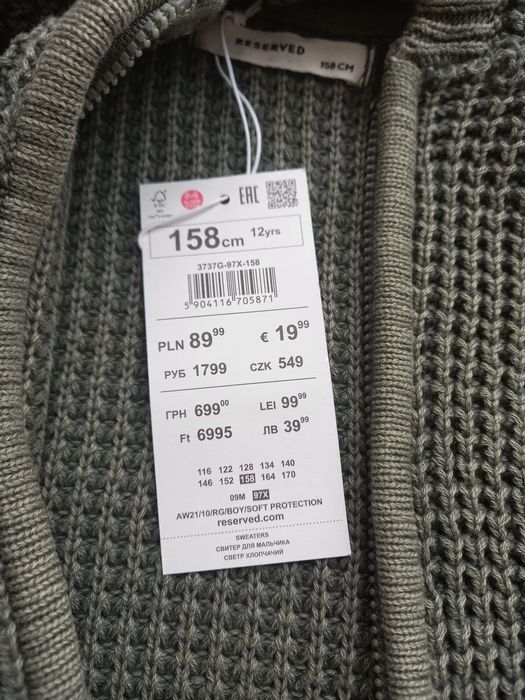 RESERVED
158 CM
FSC
EAC
158cm 12yrs
3737G-97X-158
5 904116 705871
PLN 89 99
€ 19 99
РУБ 1799
CZK 549
ГРН 699 00
LEI 99 99
Ft 6995
ЛВ 39 99
116 122 128 134 140
146 152 158 164 170
09M 97X
AW21/10/RG/BOY/SOFT PROTECTION
reserved.com
SWEATERS
СВИТЕР ДЛЯ МАЛЬЧИКА
СВЕТР ХЛОПЧАЧИЙ